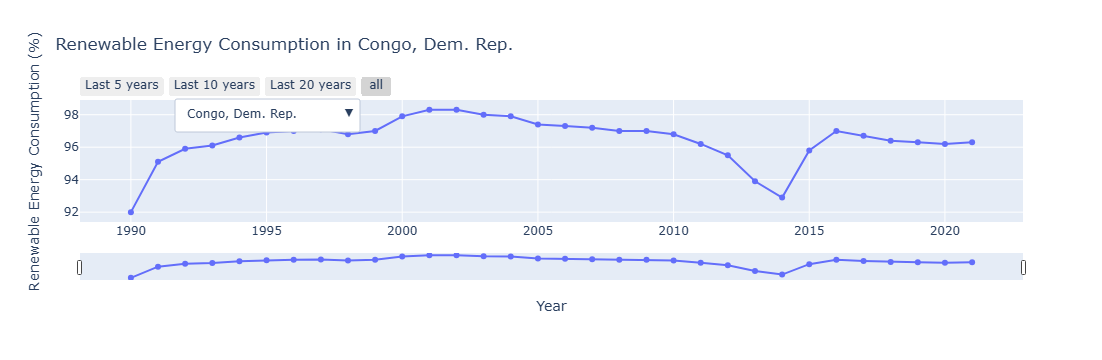 Renewable Energy Consumption in Congo, Dem. Rep.
Last 5 years Last 10 years Last 20 years all
Congo, Dem. Rep. ▼
Renewable Energy Consumption (%)
98
96
94
92
1990 1995 2000 2005 2010 2015 2020
Year